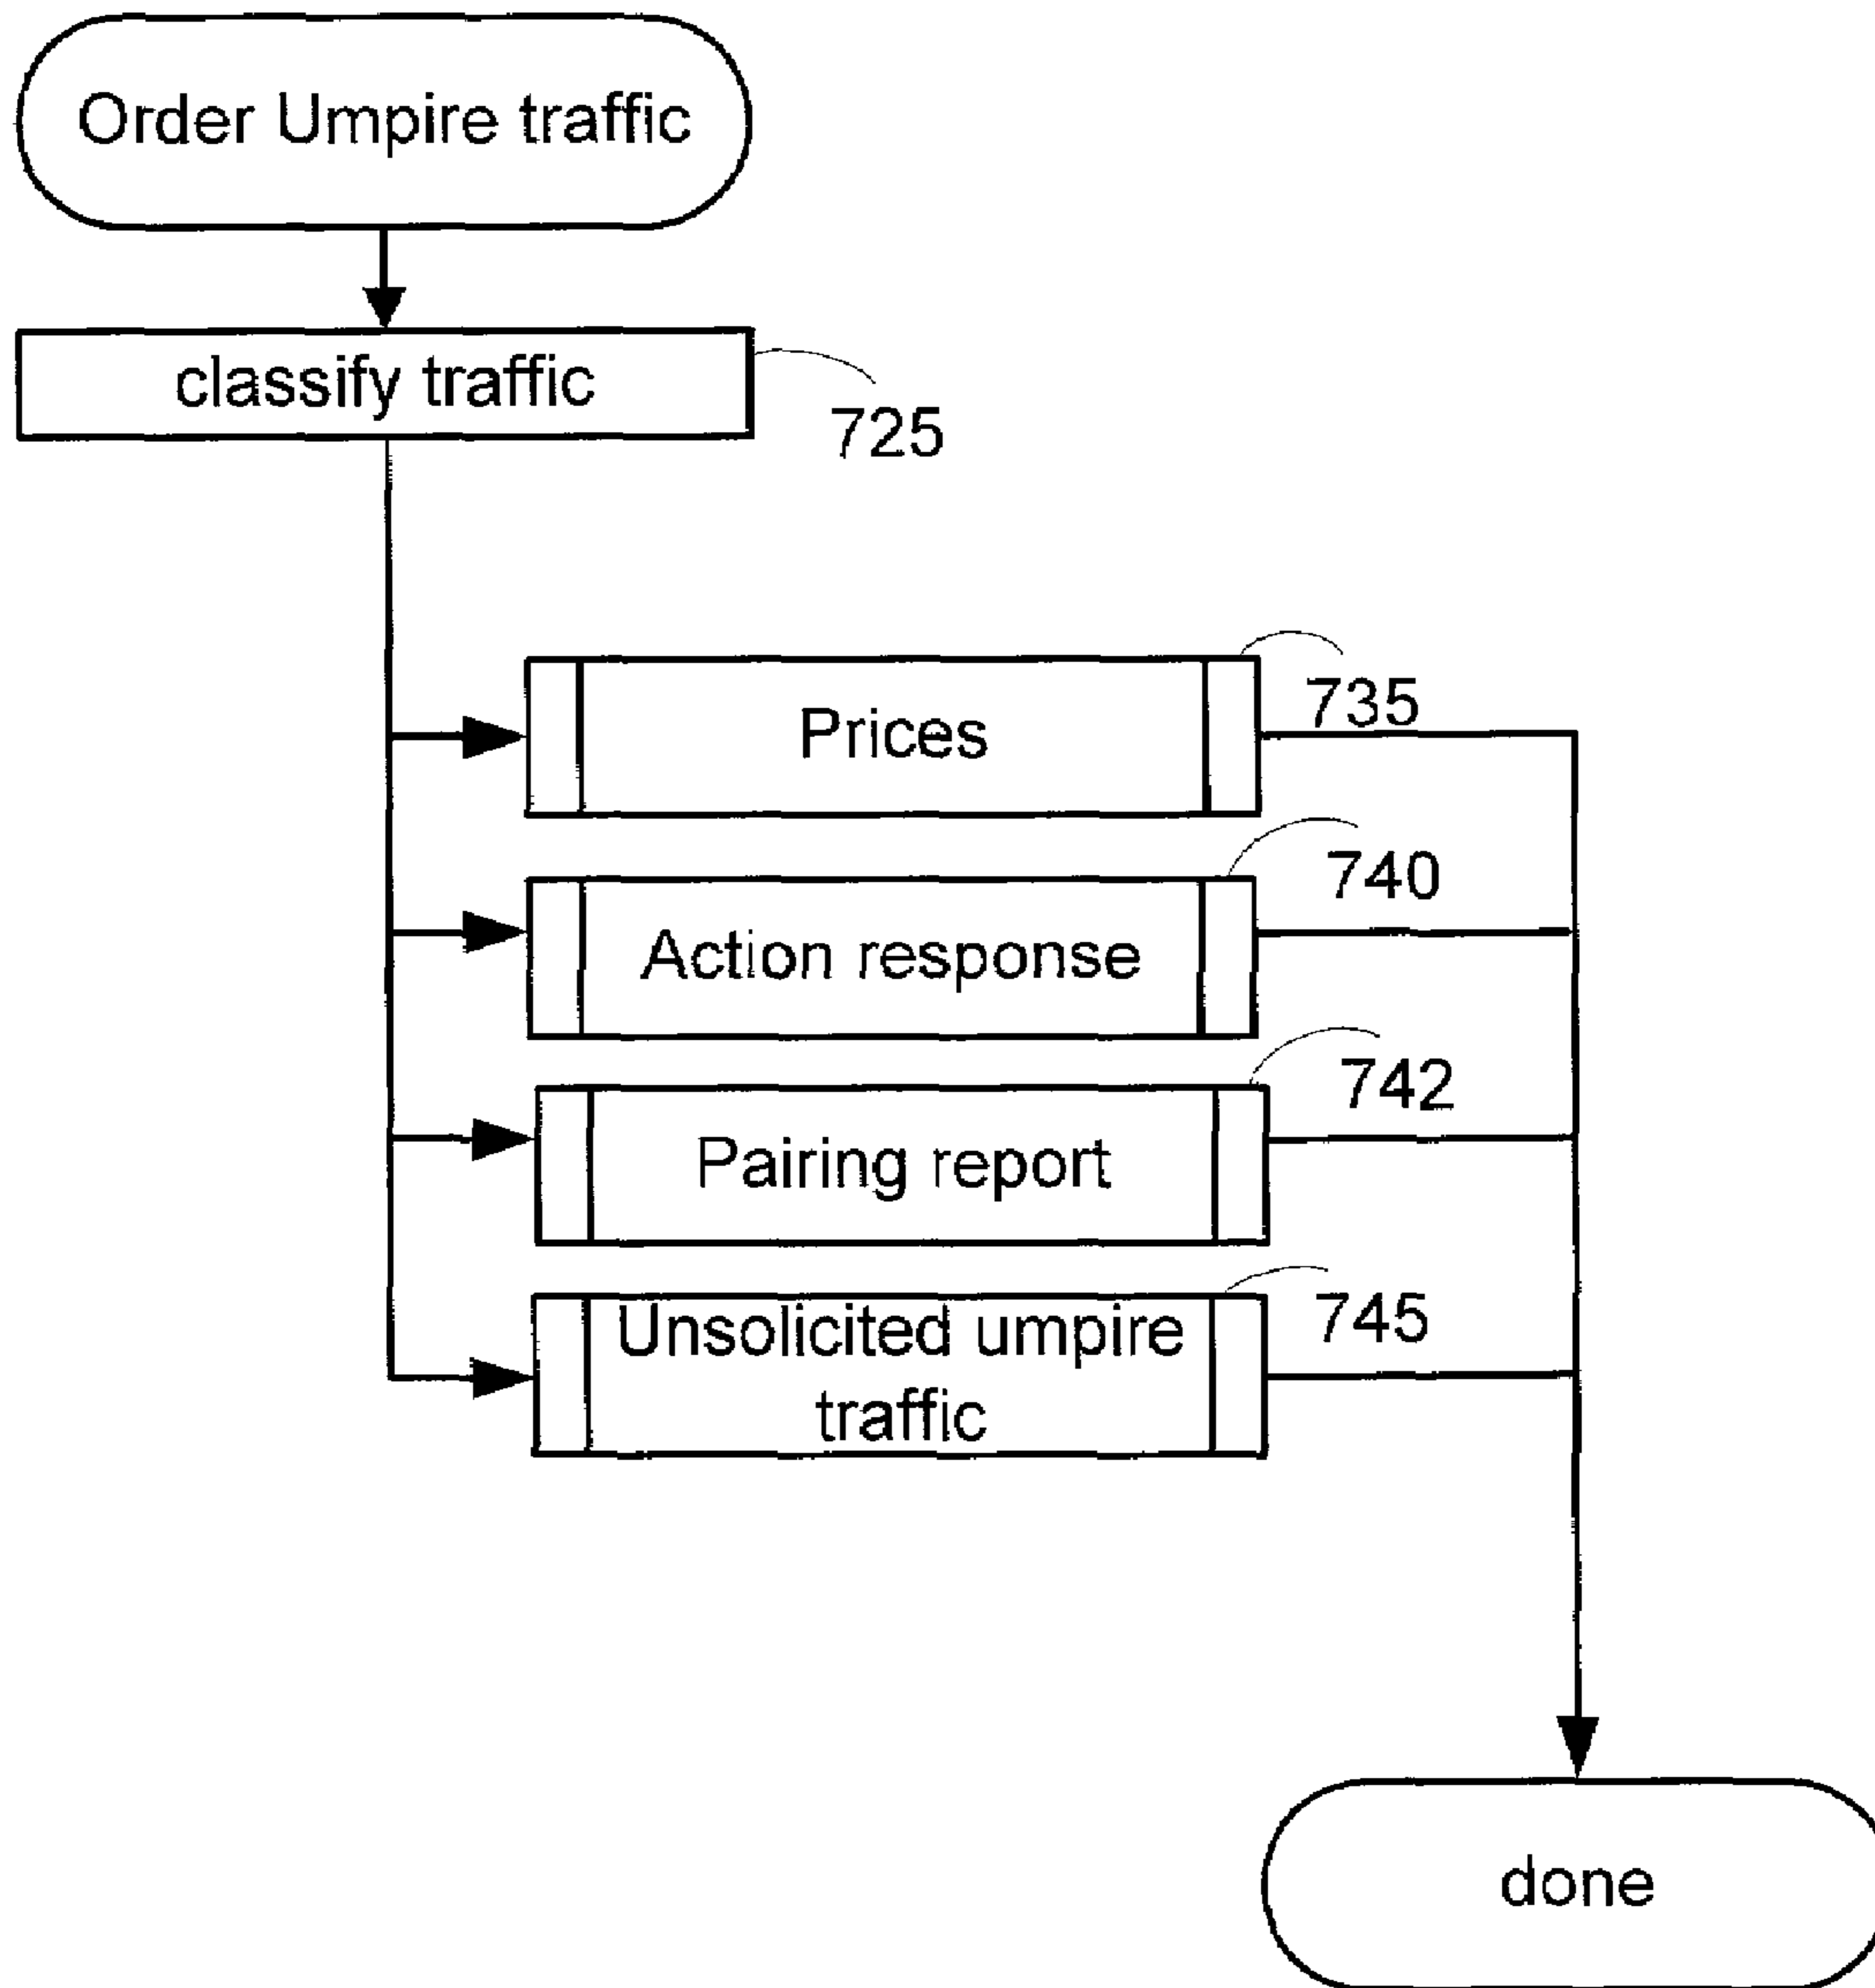 Order Umpire traffic
classify traffic
725
735
Prices
740
Action response
742
Pairing report
745
Unsolicited umpire
traffic
done